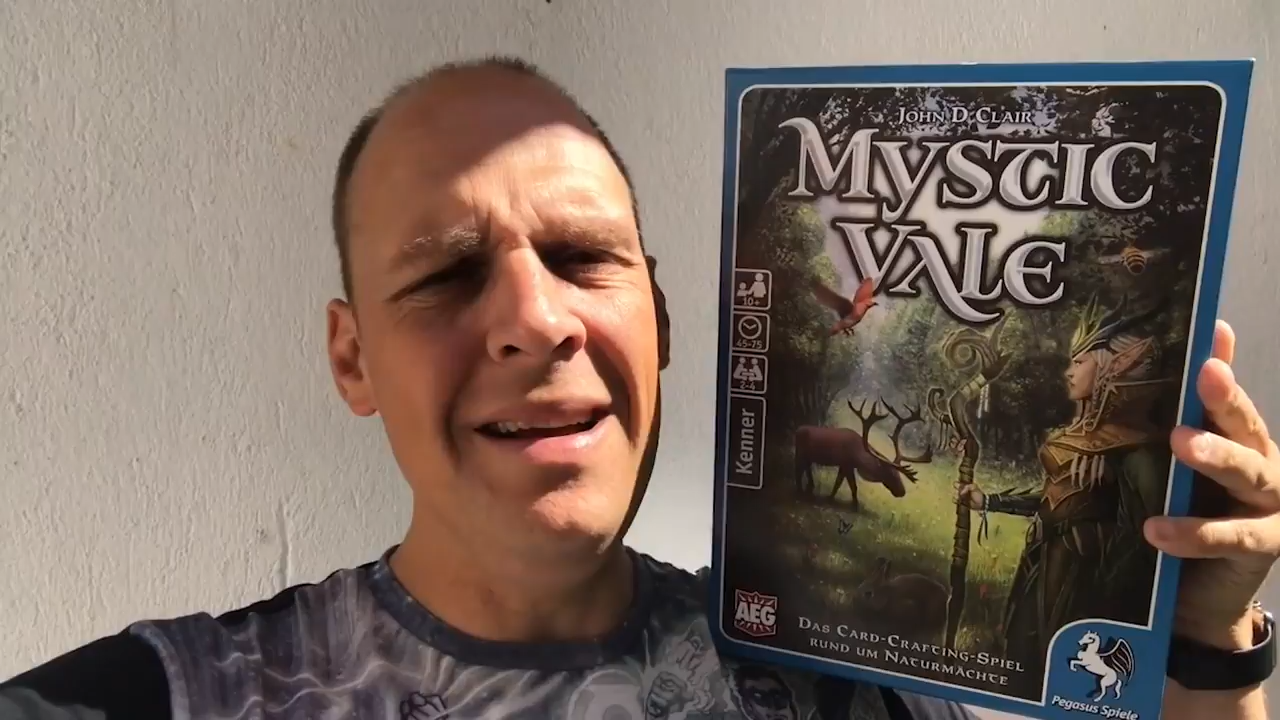 JOHN D. CLAIR
MYSTIC
VALE
10+
45-75
2-4
Kenner
AEG
DAS CARD-CRAFTING-SPIEL
RUND UM NATURMÄCHTE
Pegasus Spiele